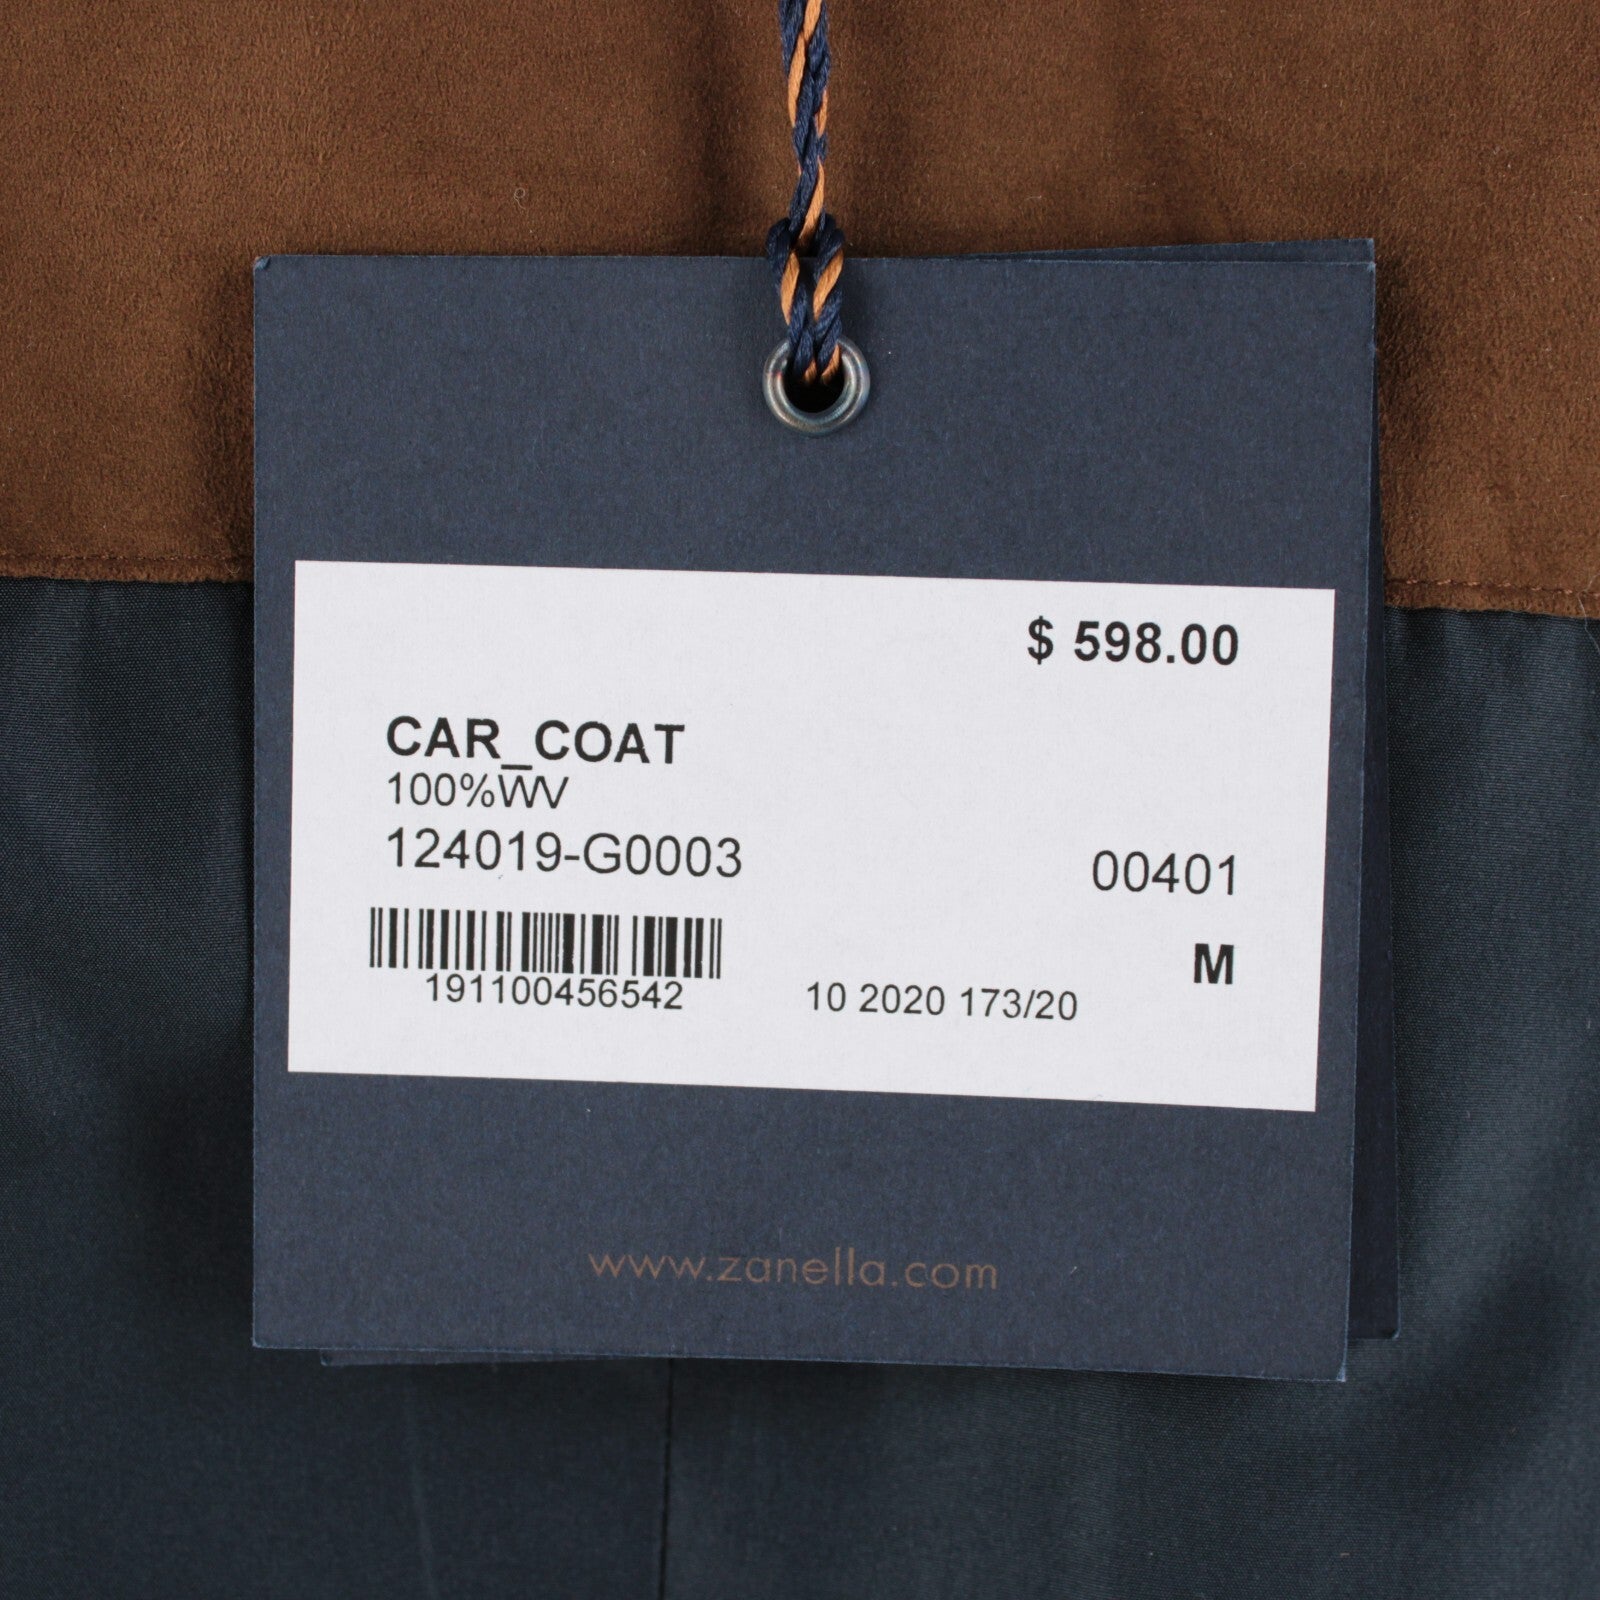 $ 598.00
CAR_COAT
100%WV
124019-G0003
00401
M
191100456542
10 2020 173/20
www.zanella.com